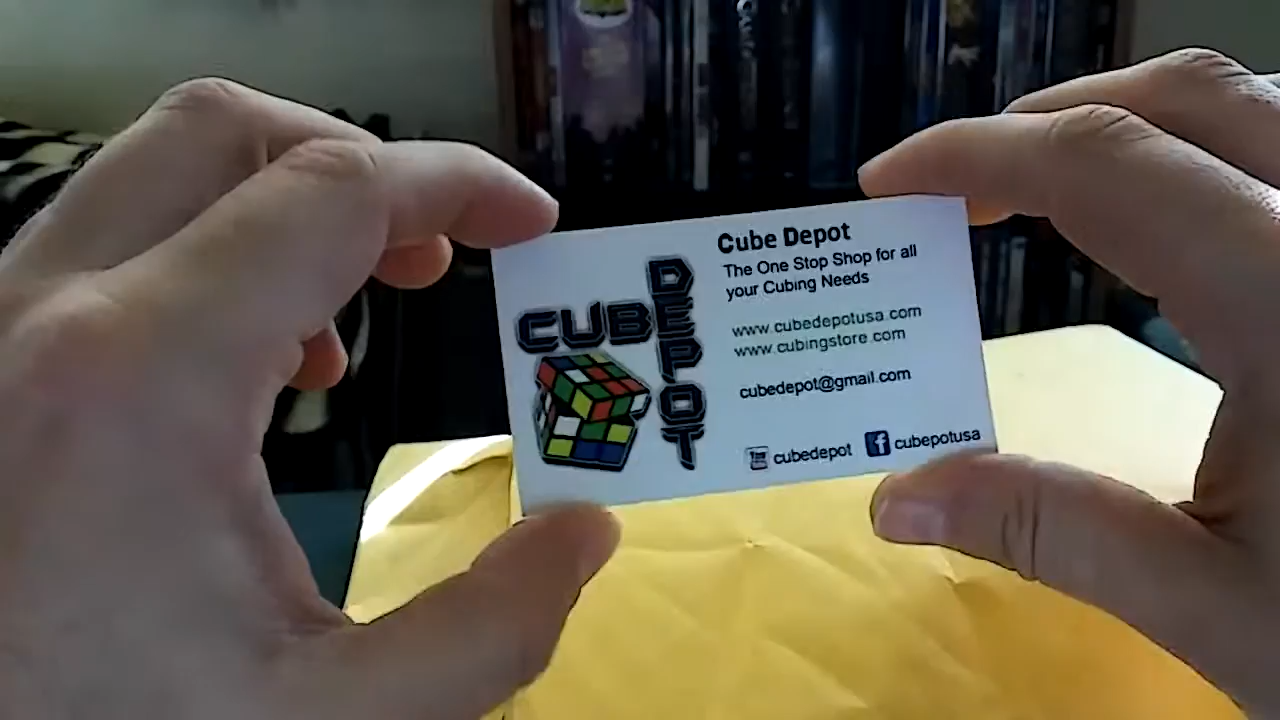 CUBE DEPOT
Cube Depot
The One Stop Shop for all
your Cubing Needs
www.cubedepotusa.com
www.cubingstore.com
cubedepot@gmail.com
cubedepot
cubepotusa